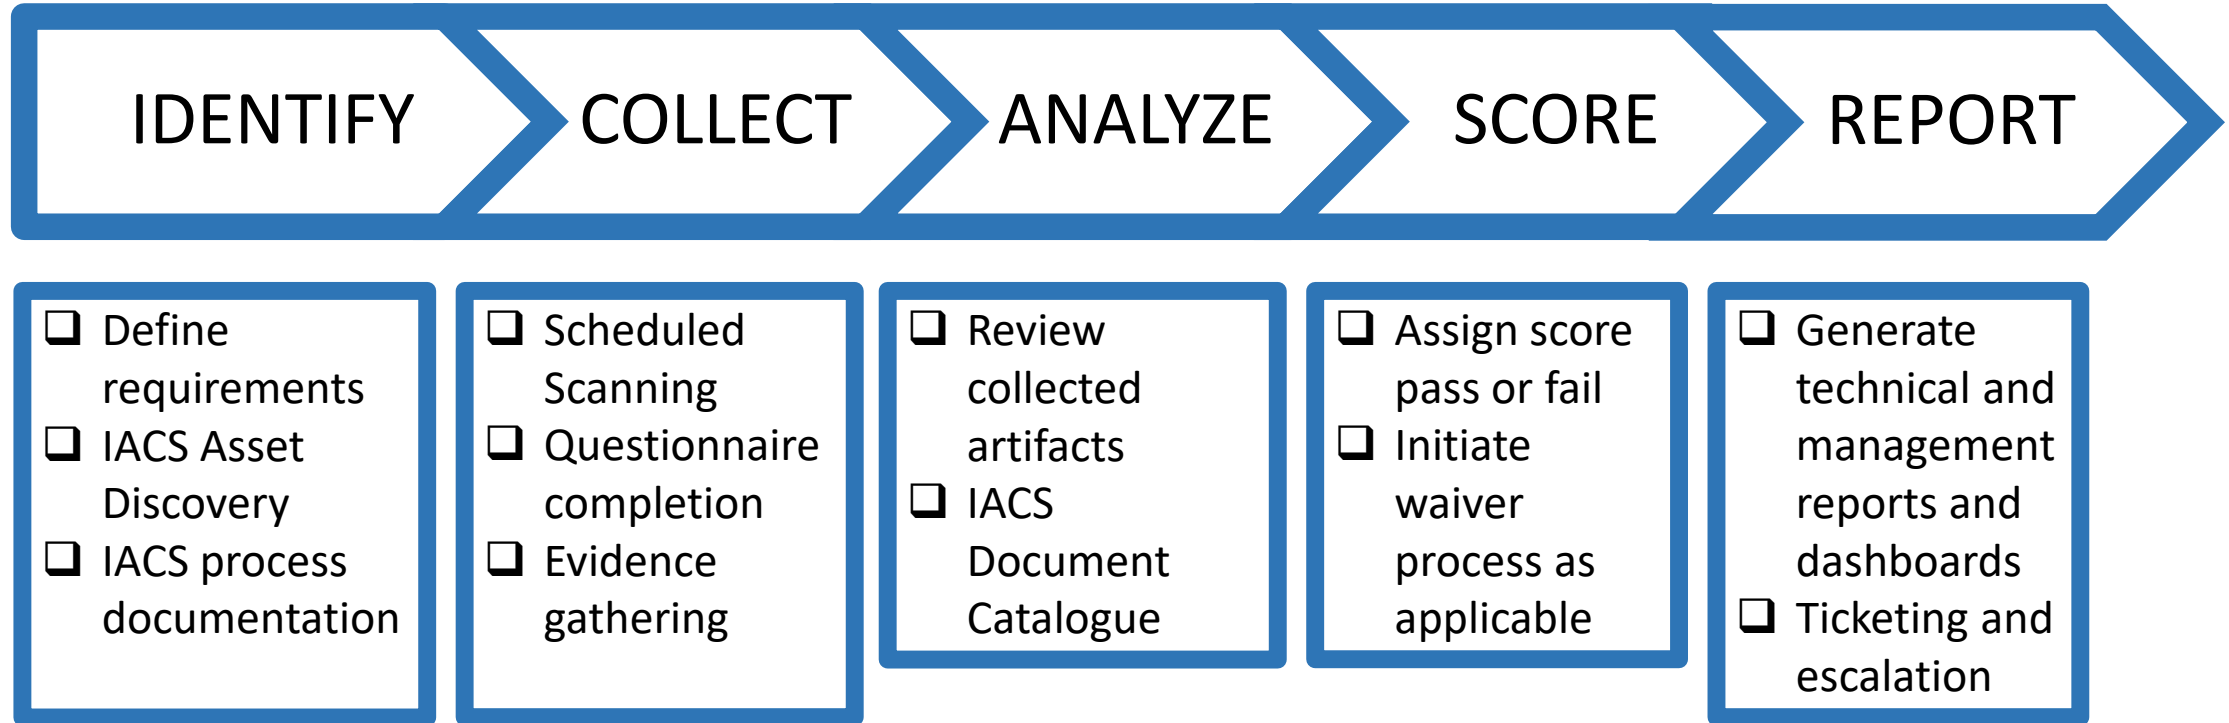 IDENTIFY
COLLECT
ANALYZE
SCORE
REPORT
❑ Define
requirements
❑ IACS Asset
Discovery
❑ IACS process
documentation
❑ Scheduled
Scanning
❑ Questionnaire
completion
❑ Evidence
gathering
❑ Review
collected
artifacts
❑ IACS
Document
Catalogue
❑ Assign score
pass or fail
❑ Initiate
waiver
process as
applicable
❑ Generate
technical and
management
reports and
dashboards
❑ Ticketing and
escalation